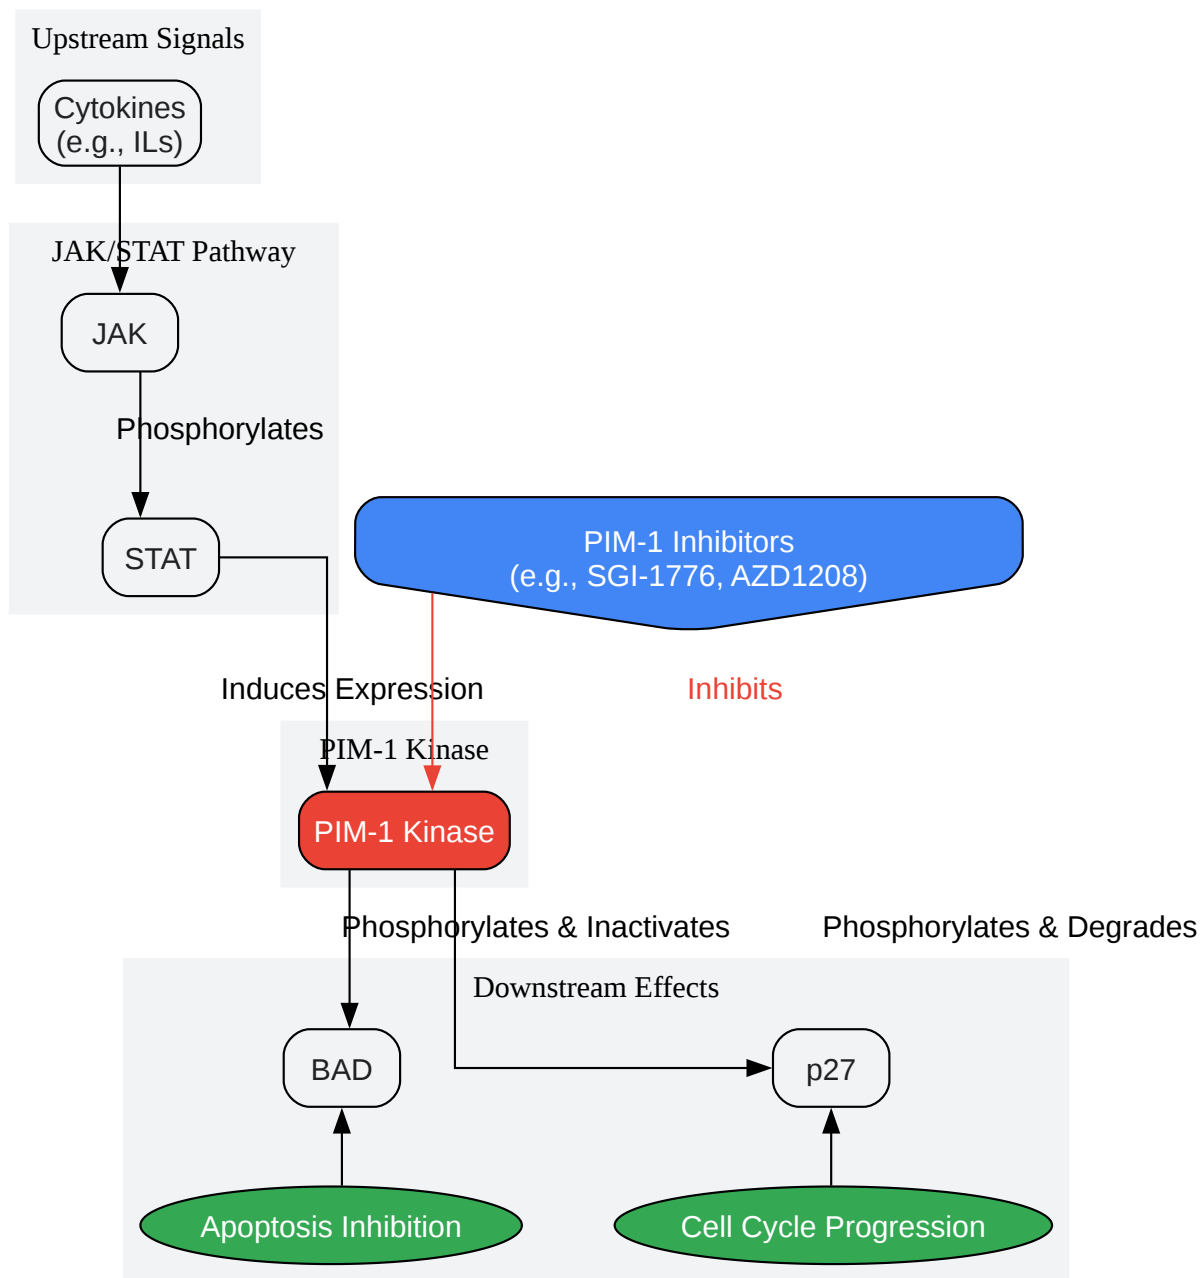 Upstream Signals
Cytokines
(e.g., ILs)
JAK/STAT Pathway
JAK
Phosphorylates
STAT
PIM-1 Inhibitors
(e.g., SGI-1776, AZD1208)
Induces Expression
Inhibits
PIM-1 Kinase
PIM-1 Kinase
Phosphorylates & Inactivates
Phosphorylates & Degrades
Downstream Effects
BAD
p27
Apoptosis Inhibition
Cell Cycle Progression